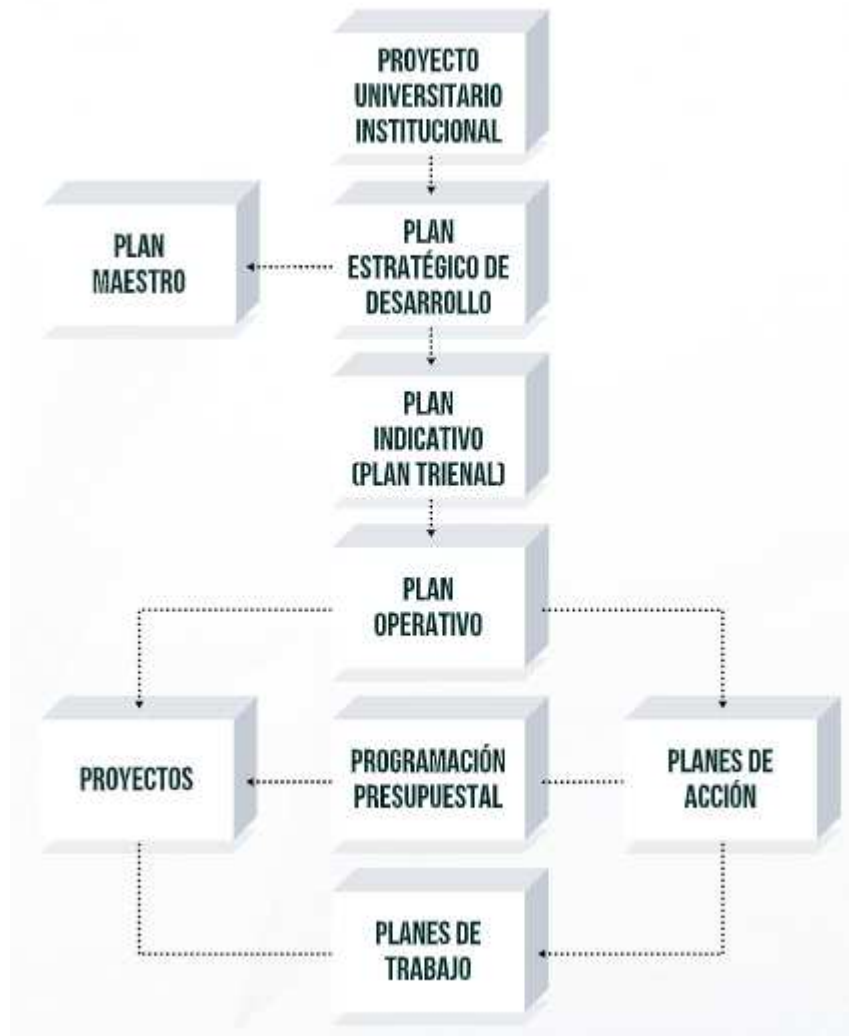 PROYECTO
UNIVERSITARIO
INSTITUCIONAL
PLAN
MAESTRO
PLAN
ESTRATÉGICO DE
DESARROLLO
PLAN
INDICATIVO
(PLAN TRIENAL)
PLAN
OPERATIVO
PROYECTOS
PROGRAMACIÓN
PRESUPUESTAL
PLANES DE
ACCIÓN
PLANES DE
TRABAJO